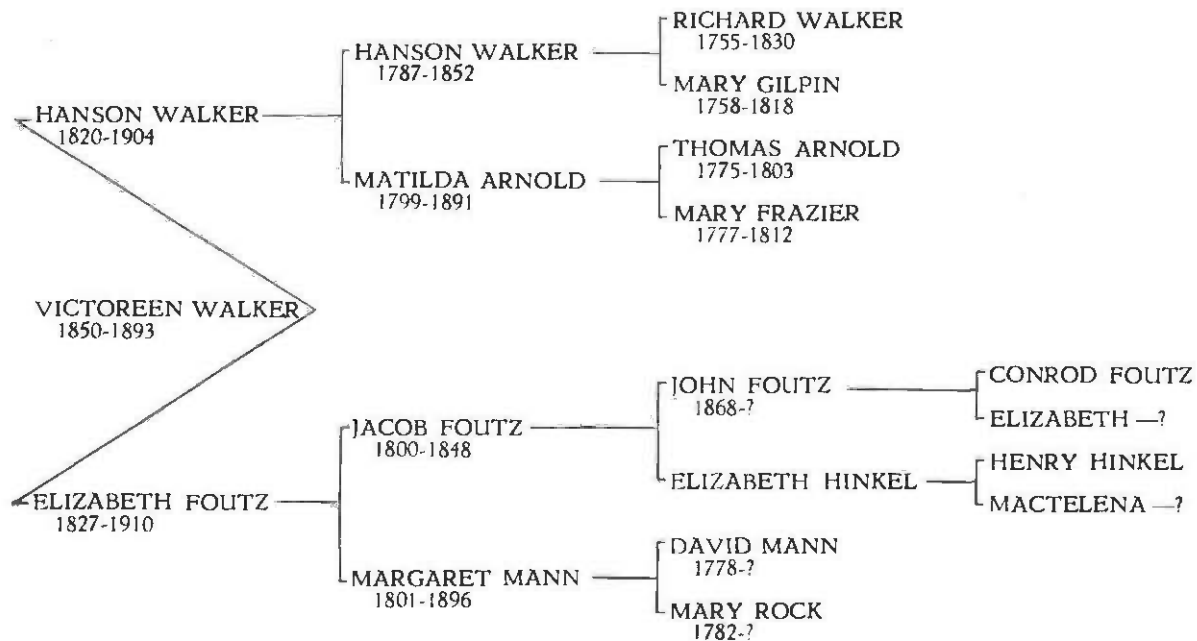 RICHARD WALKER
1755-1830
HANSON WALKER
1787-1852
MARY GILPIN
1758-1818
HANSON WALKER
1820-1904
THOMAS ARNOLD
1775-1803
MATILDA ARNOLD
1799-1891
MARY FRAZIER
1777-1812
VICTOREEN WALKER
1850-1893
JOHN FOUTZ
1868-?
CONROD FOUTZ
ELIZABETH —?
JACOB FOUTZ
1800-1848
ELIZABETH HINKEL
HENRY HINKEL
MACTELENA —?
ELIZABETH FOUTZ
1827-1910
DAVID MANN
1778-?
MARGARET MANN
1801-1896
MARY ROCK
1782-?